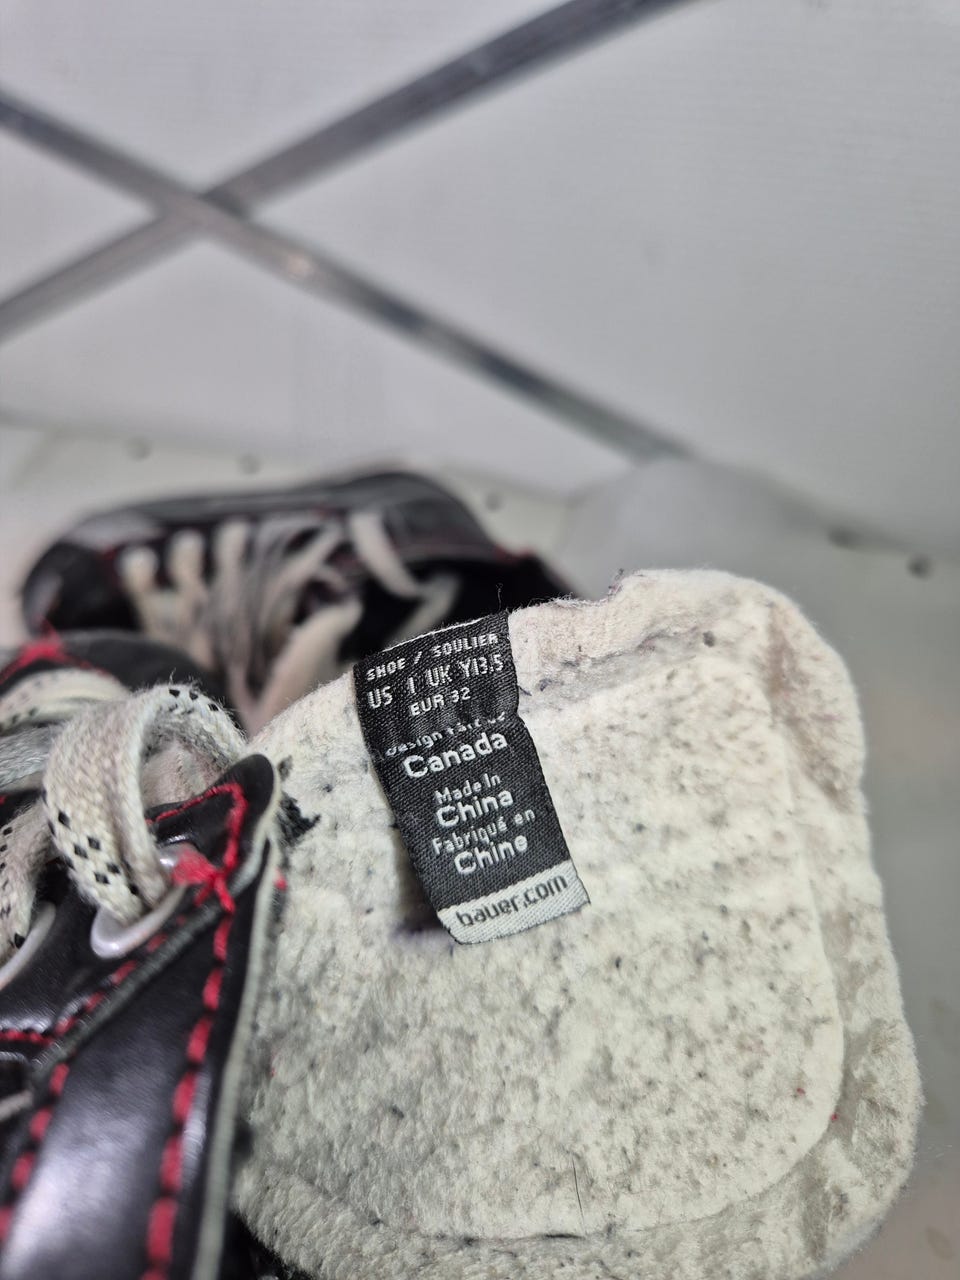 SHOE / SOULIER
US 1 UK Y13.5
EUR 32
Canada
Made In
China
Fabriqué en
Chine
bauer.com